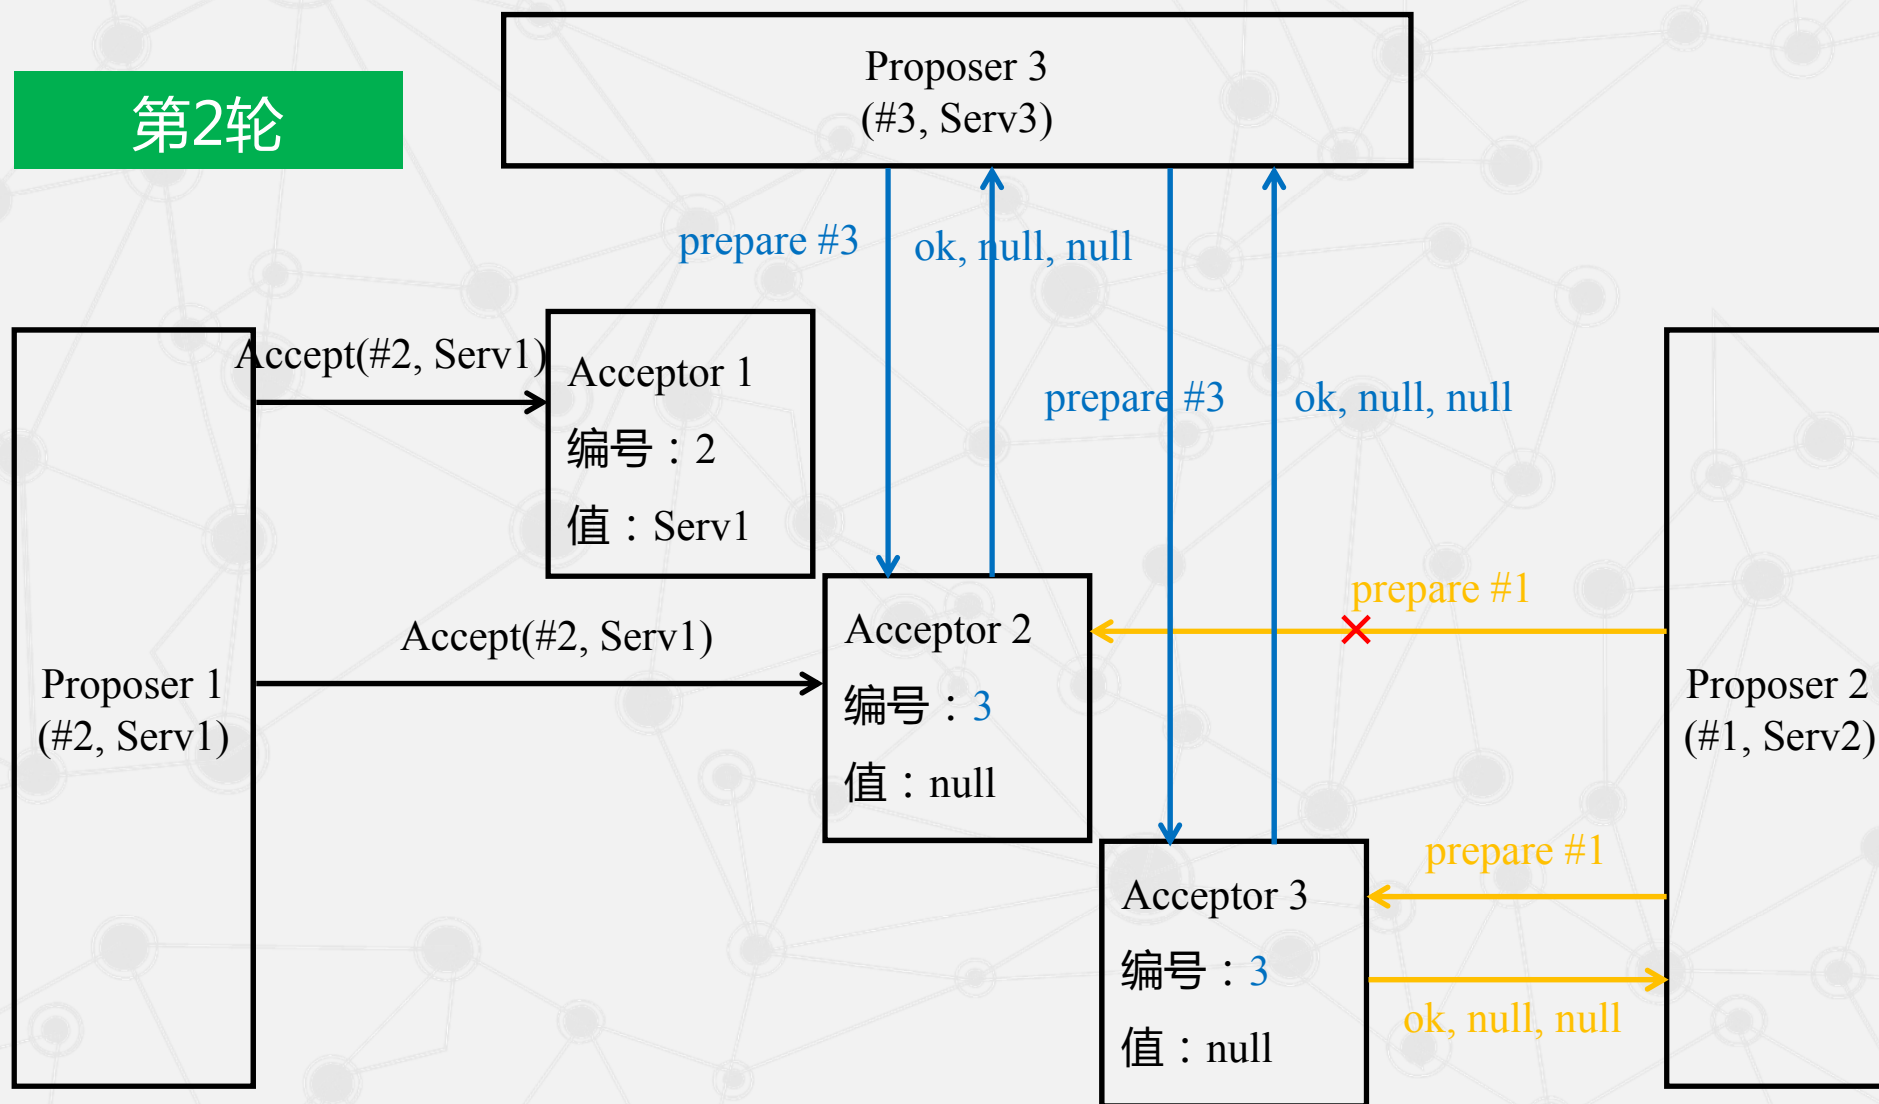 Proposer 3
(#3, Serv3)
第2轮
prepare #3
ok, null, null
Accept(#2, Serv1)
Acceptor 1
编号：2
值：Serv1
prepare #3
ok, null, null
prepare #1
Accept(#2, Serv1)
Acceptor 2
编号：3
值：null
Proposer 1
(#2, Serv1)
Proposer 2
(#1, Serv2)
prepare #1
Acceptor 3
编号：3
值：null
ok, null, null